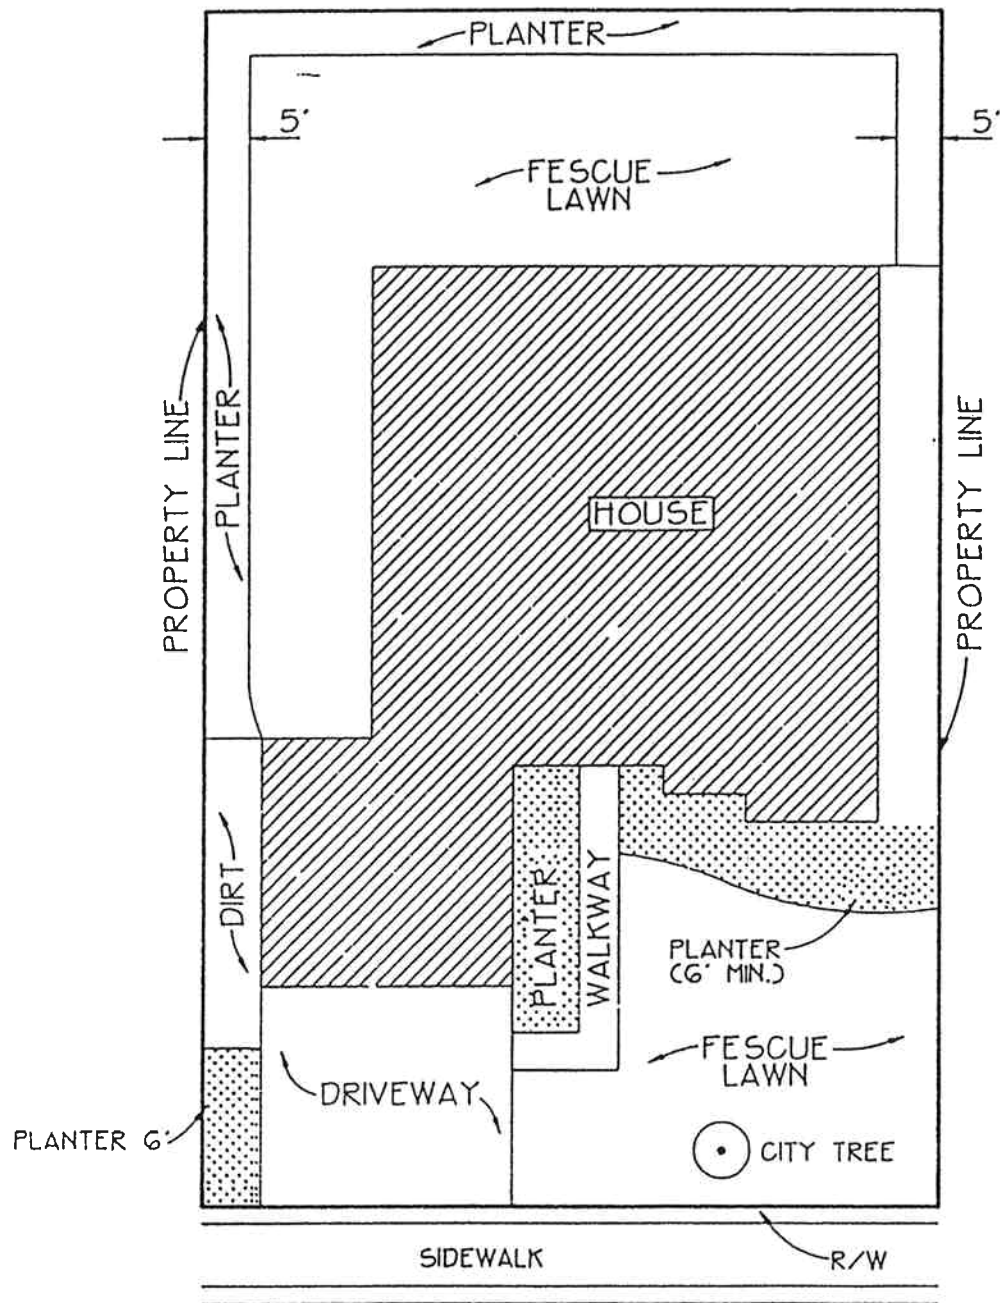 PLANTER
5'
5'
FESCUE
LAWN
PROPERTY LINE
PLANTER
HOUSE
PROPERTY LINE
DIRT
PLANTER
WALKWAY
PLANTER
(6' MIN.)
FESCUE
LAWN
DRIVEWAY
PLANTER 6'
CITY TREE
SIDEWALK
R/W